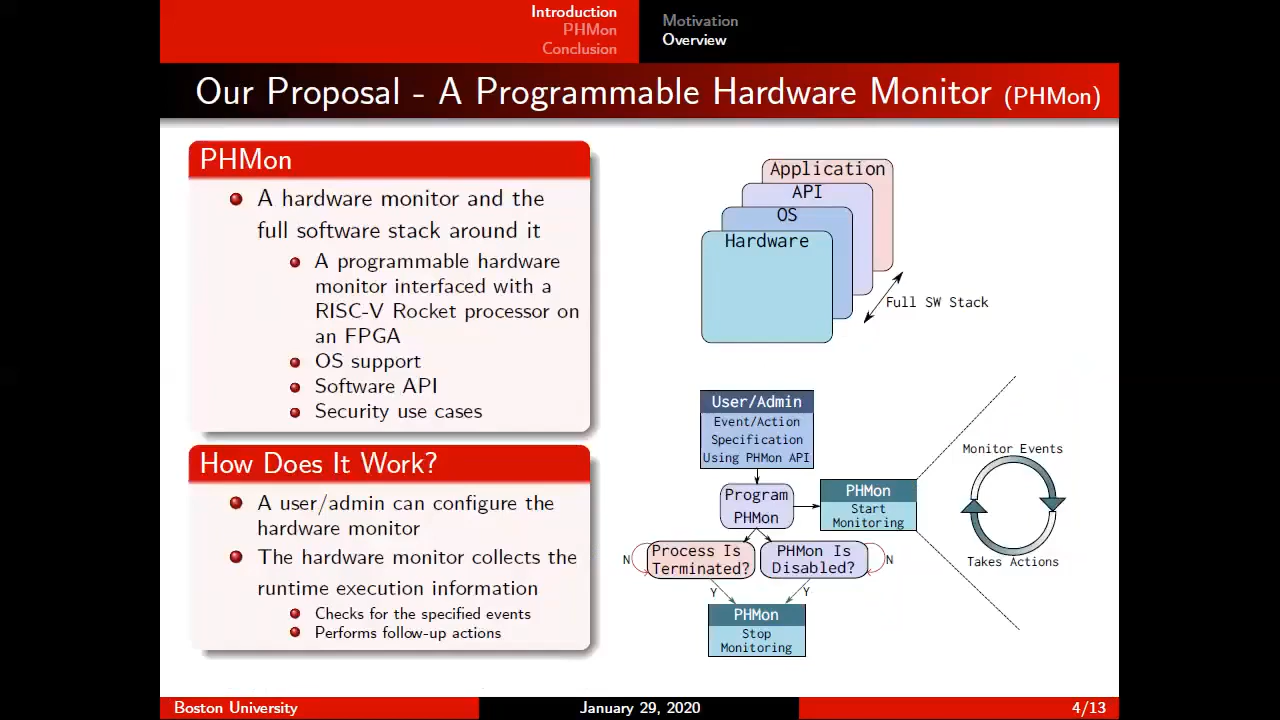 Introduction
PHMon
Conclusion
Motivation
Overview
Our Proposal - A Programmable Hardware Monitor (PHMon)
PHMon
A hardware monitor and the
full software stack around it
A programmable hardware
monitor interfaced with a
RISC-V Rocket processor on
an FPGA
OS support
Software API
Security use cases
How Does It Work?
A user/admin can configure the
hardware monitor
The hardware monitor collects the
runtime execution information
Checks for the specified events
Performs follow-up actions
Application
API
OS
Hardware
Full SW Stack
User/Admin
Event/Action
Specification
Using PHMon API
Program
PHMon
PHMon
Start
Monitoring
Monitor Events
Takes Actions
Process Is
Terminated?
N
PHMon Is
Disabled?
N
Y
Y
PHMon
Stop
Monitoring
Boston University
January 29, 2020
4/13